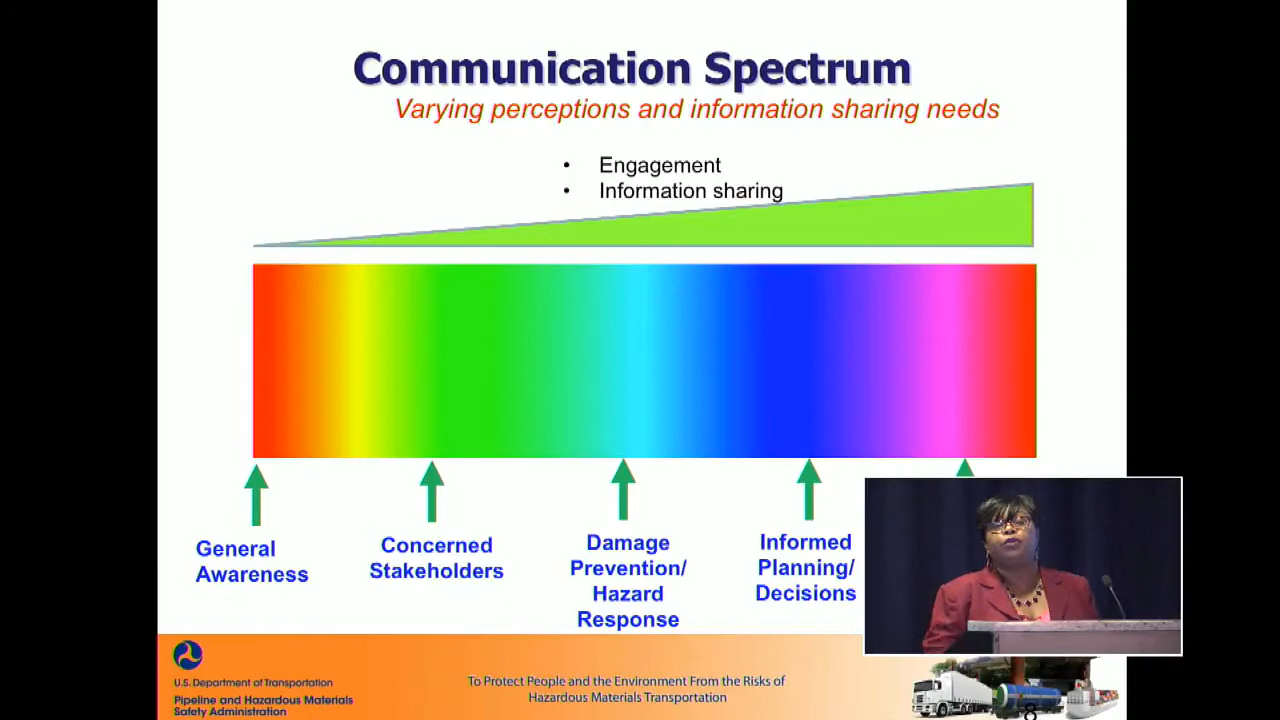 Communication Spectrum
Varying perceptions and information sharing needs
• Engagement
• Information sharing
General
Awareness
Concerned
Stakeholders
Damage
Prevention/
Hazard
Response
Informed
Planning/
Decisions
U.S. Department of Transportation
Pipeline and Hazardous Materials
Safety Administration
To Protect People and the Environment From the Risks of
Hazardous Materials Transportation
8